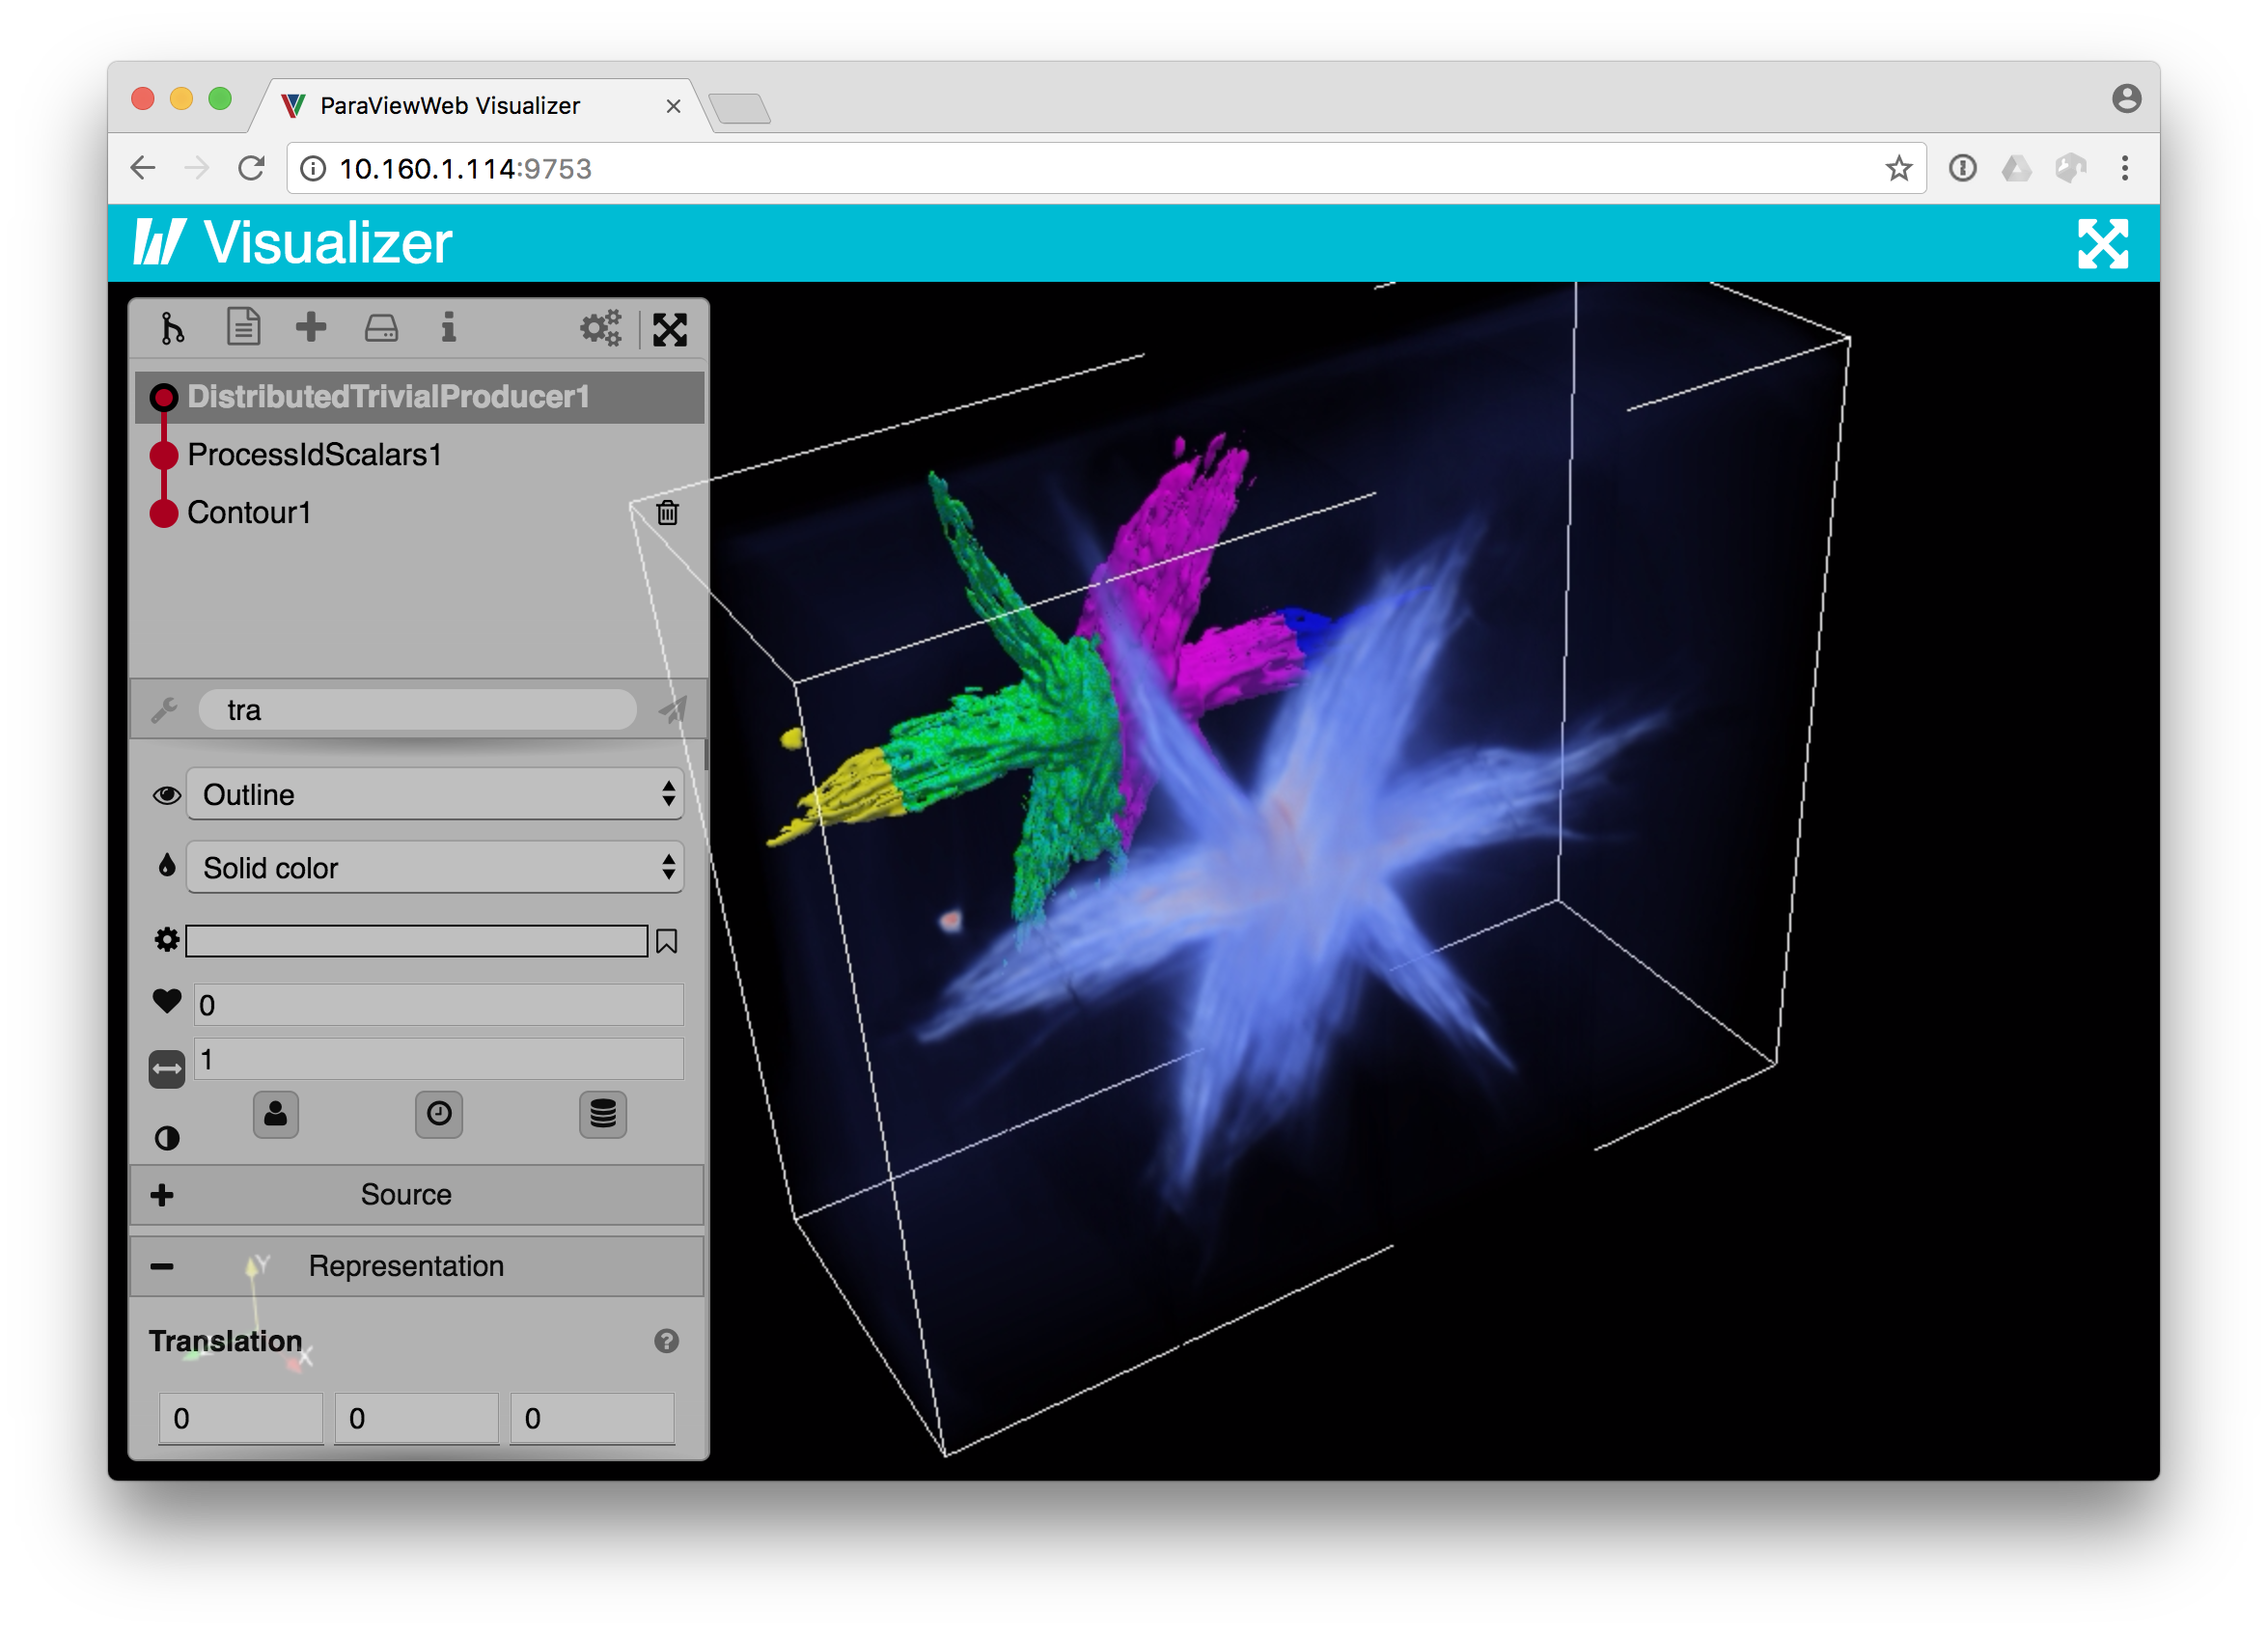 ParaViewWeb Visualizer
10.160.1.114:9753
Visualizer
DistributedTrivialProducer1
ProcessIdScalars1
Contour1
tra
Outline
Solid color
0
1
Source
Representation
Y
Translation
X
0 0 0